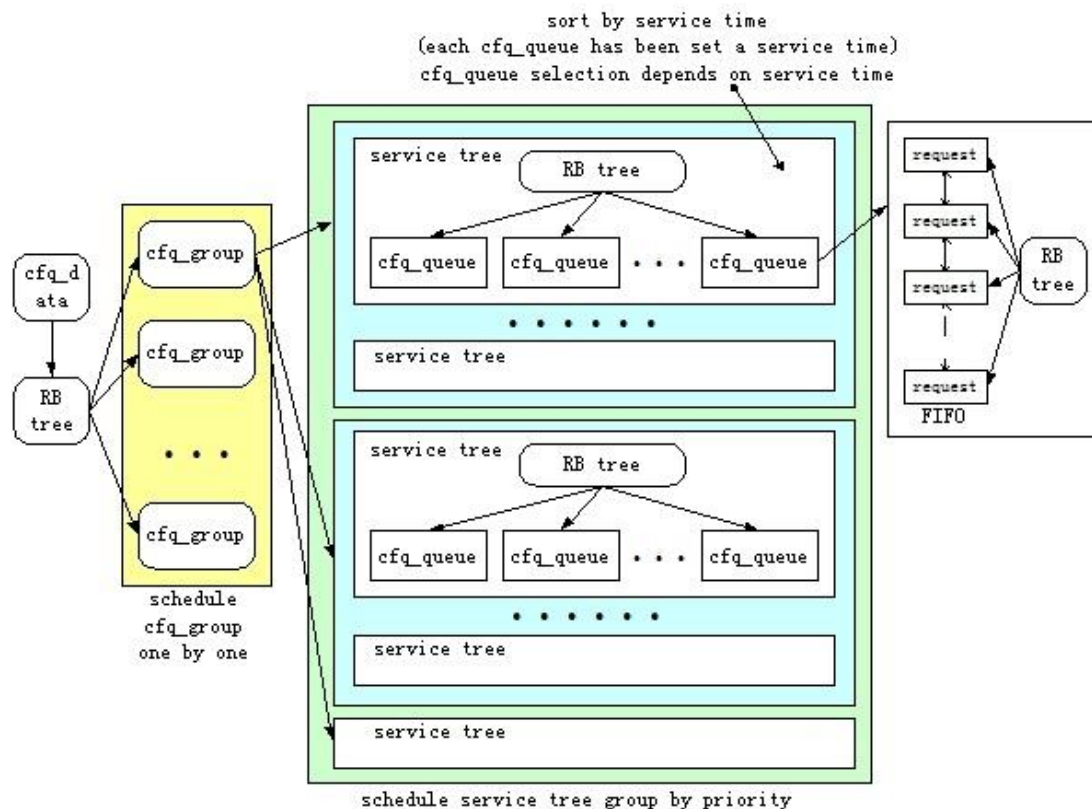 sort by service time
(each cfq_queue has been set a service time)
cfq_queue selection depends on service time
cfq_d
ata
RB
tree
cfq_group
cfq_group
• • •
cfq_group
schedule
cfq_group
one by one
service tree
RB tree
cfq_queue
cfq_queue
• • •
cfq_queue
• • • • • •
service tree
service tree
RB tree
cfq_queue
cfq_queue
• • •
cfq_queue
• • • • • •
service tree
service tree
schedule service tree group by priority
request
request
request
request
FIFO
RB
tree